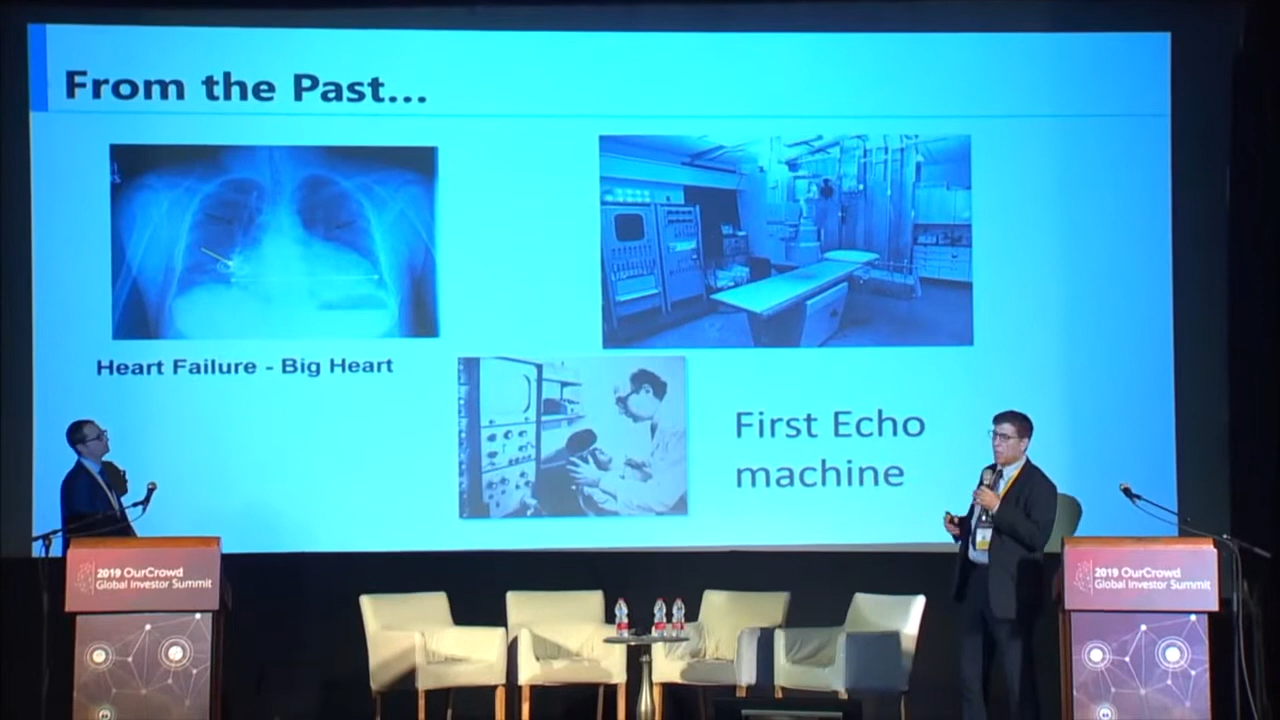 From the Past...
Heart Failure - Big Heart
First Echo
machine
2019 OurCrowd
Global Investor Summit
2019 OurCrowd
Global Investor Summit